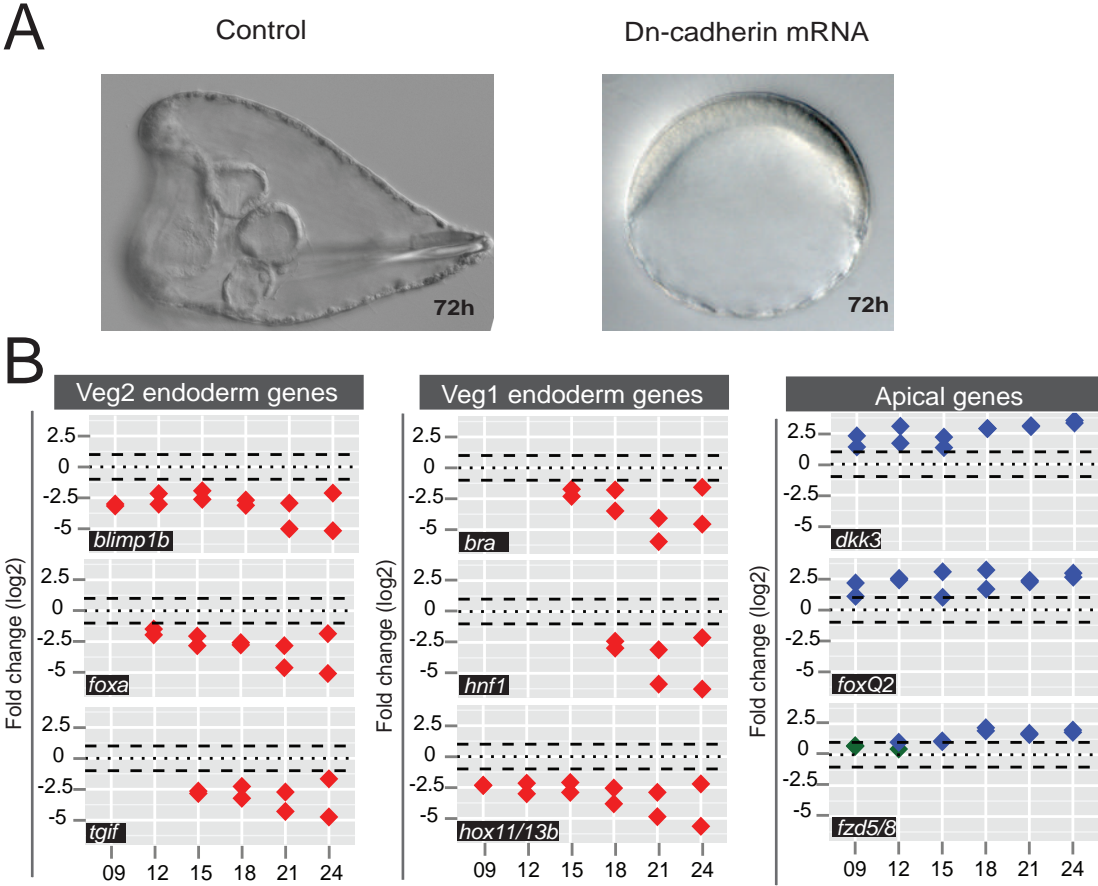 A
Control
Dn-cadherin mRNA
72h
72h
B
Veg2 endoderm genes
Veg1 endoderm genes
Apical genes
Fold change (log2)
2.5
0
-2.5
-5
blimp1b
2.5
0
-2.5
-5
foxa
2.5
0
-2.5
-5
tgif
09 12 15 18 21 24
Fold change (log2)
2.5
0
-2.5
-5
bra
2.5
0
-2.5
-5
hnf1
2.5
0
-2.5
-5
hox11/13b
09 12 15 18 21 24
Fold change (log2)
2.5
0
-2.5
-5
dkk3
2.5
0
-2.5
-5
foxQ2
2.5
0
-2.5
-5
fzd5/8
09 12 15 18 21 24